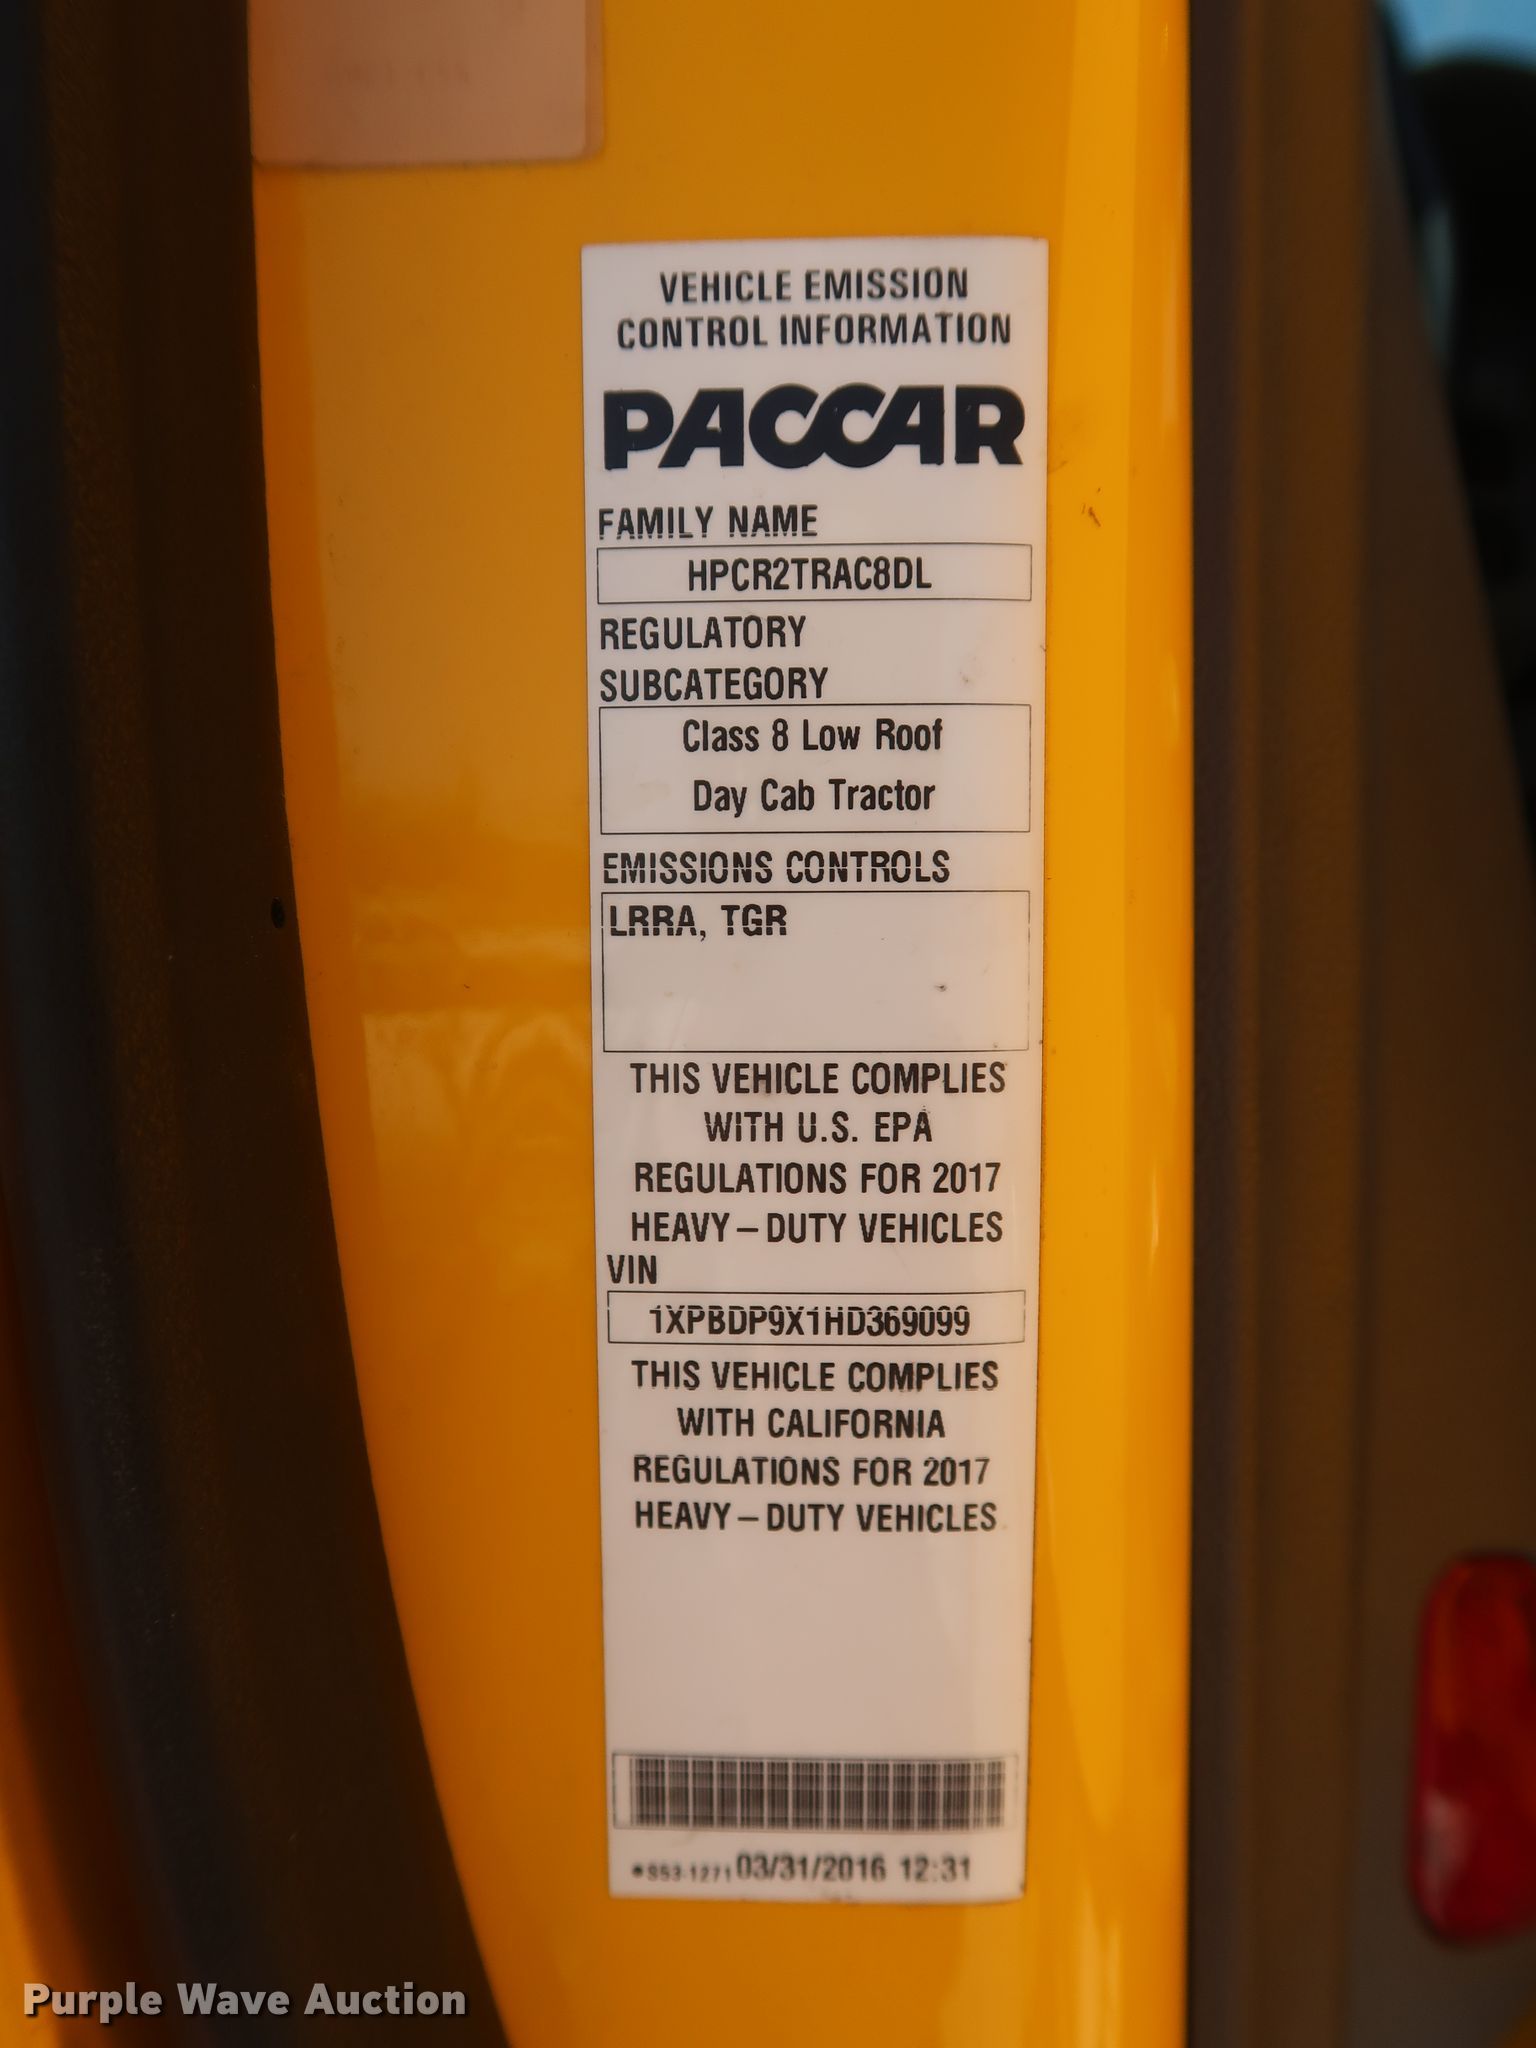 VEHICLE EMISSION
CONTROL INFORMATION
PACCAR
FAMILY NAME
HPCR2TRAC8DL
REGULATORY
SUBCATEGORY
Class 8 Low Roof
Day Cab Tractor
EMISSIONS CONTROLS
LRRA, TGR
THIS VEHICLE COMPLIES
WITH U.S. EPA
REGULATIONS FOR 2017
HEAVY–DUTY VEHICLES
VIN
1XPBDP9X1HD369099
THIS VEHICLE COMPLIES
WITH CALIFORNIA
REGULATIONS FOR 2017
HEAVY–DUTY VEHICLES
*S53-1271 03/31/2016 12:31
Purple Wave Auction